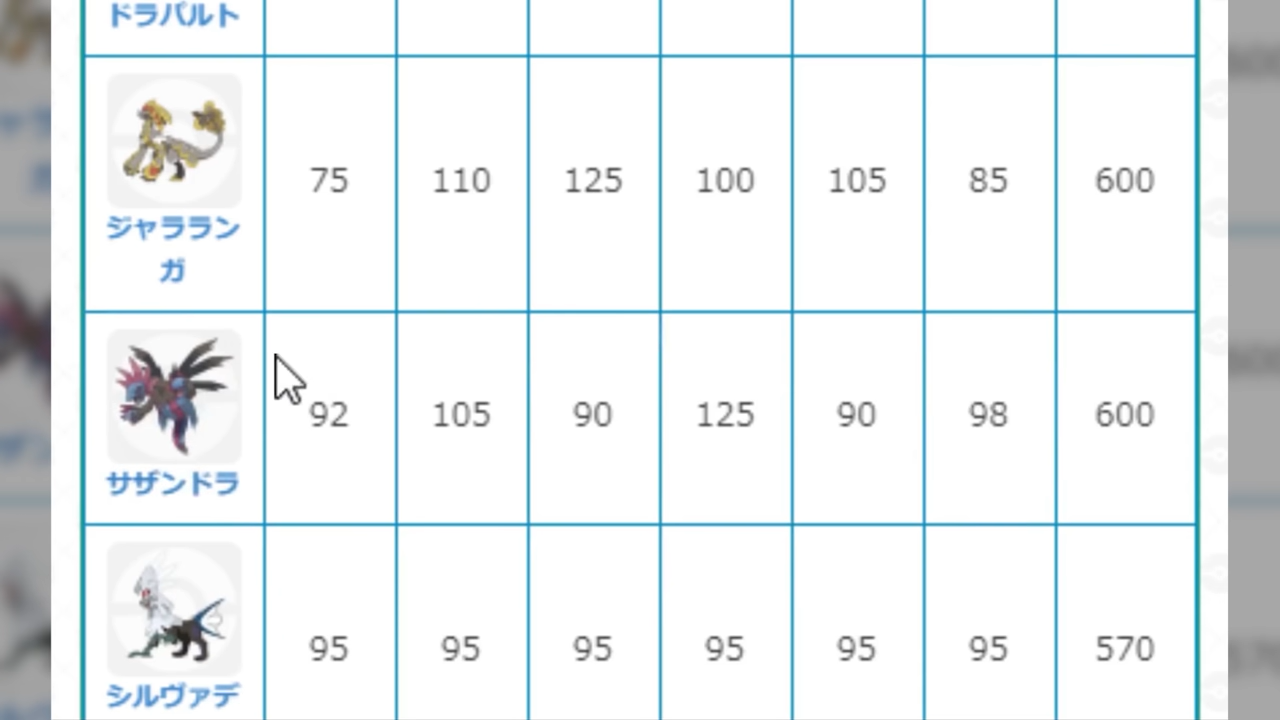 ドラパルト
75 110 125 100 105 85 600
ジャララン
ガ
92 105 90 125 90 98 600
サザンドラ
95 95 95 95 95 95 570
シルヴァデ